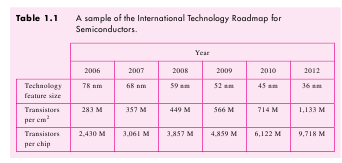 Table 1.1 A sample of the International Technology Roadmap for
Semiconductors.
Year
2006 2007 2008 2009 2010 2012
Technology
feature size 78 nm 68 nm 59 nm 52 nm 45 nm 36 nm
Transistors
per cm² 283 M 357 M 449 M 566 M 714 M 1,133 M
Transistors
per chip 2,430 M 3,061 M 3,857 M 4,859 M 6,122 M 9,718 M